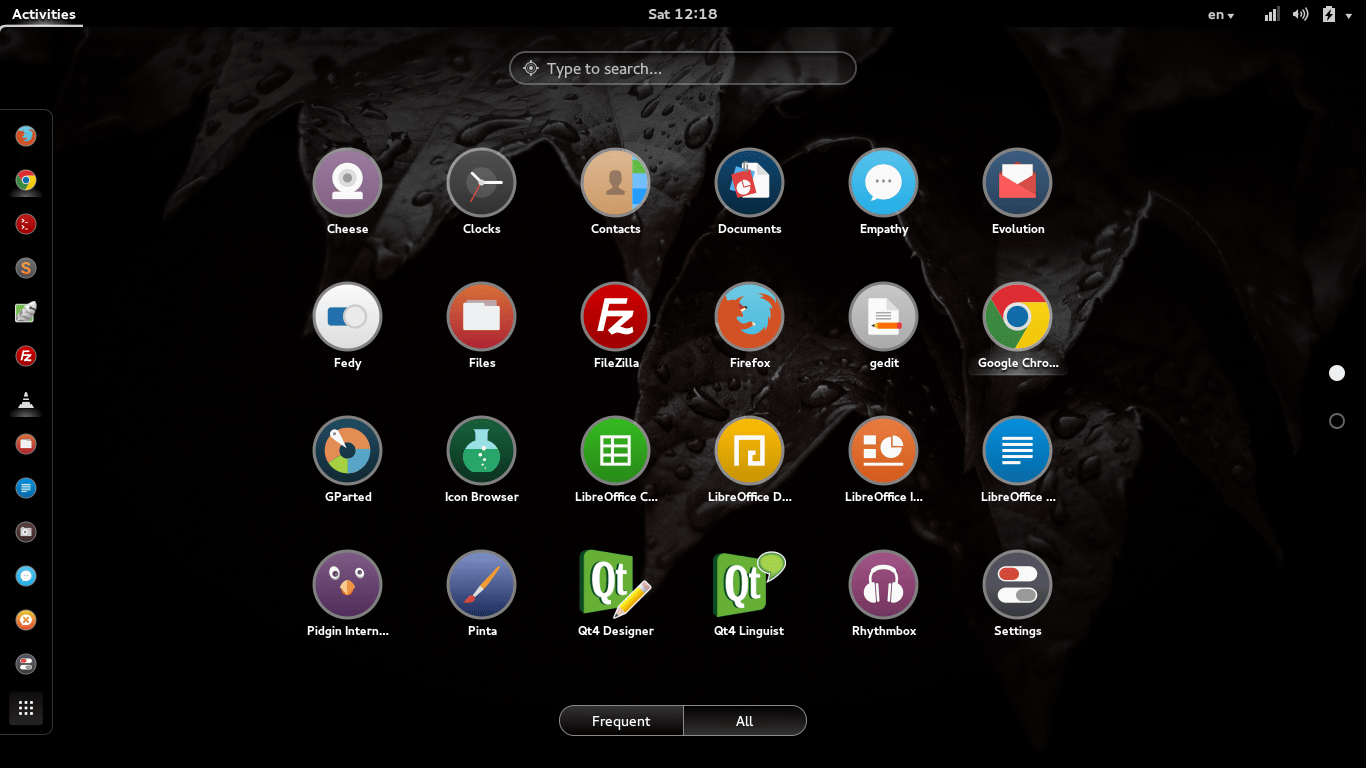 Activities
Sat 12:18
en
Type to search...
Cheese
Clocks
Contacts
Documents
Empathy
Evolution
Fedy
Files
FileZilla
Firefox
gedit
Google Chro...
GParted
Icon Browser
LibreOffice C...
LibreOffice D...
LibreOffice I...
LibreOffice ...
Pidgin Intern...
Pinta
Qt
Qt4 Designer
Qt
Qt4 Linguist
Rhythmbox
Settings
Frequent
All